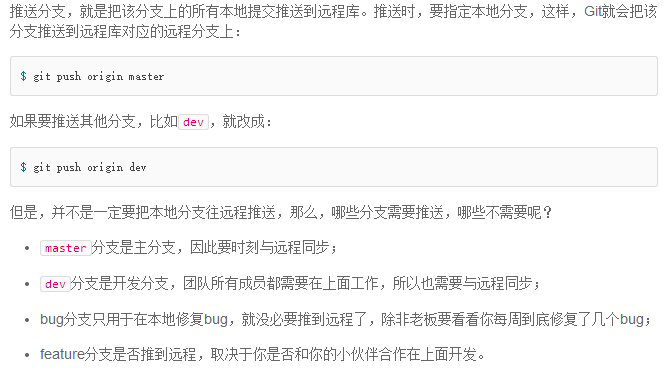 推送分支，就是把该分支上的所有本地提交推送到远程库。推送时，要指定本地分支，这样，Git就会把该
分支推送到远程库对应的远程分支上：
$ git push origin master
如果要推送其他分支，比如dev，就改成：
$ git push origin dev
但是，并不是一定要把本地分支往远程推送，那么，哪些分支需要推送，哪些不需要呢？
• master分支是主分支，因此要时刻与远程同步；
• dev分支是开发分支，团队所有成员都需要在上面工作，所以也需要与远程同步；
• bug分支只用于在本地修复bug，就没必要推到远程了，除非老板要看看你每周到底修复了几个bug；
• feature分支是否推到远程，取决于你是否和你的小伙伴合作在上面开发。